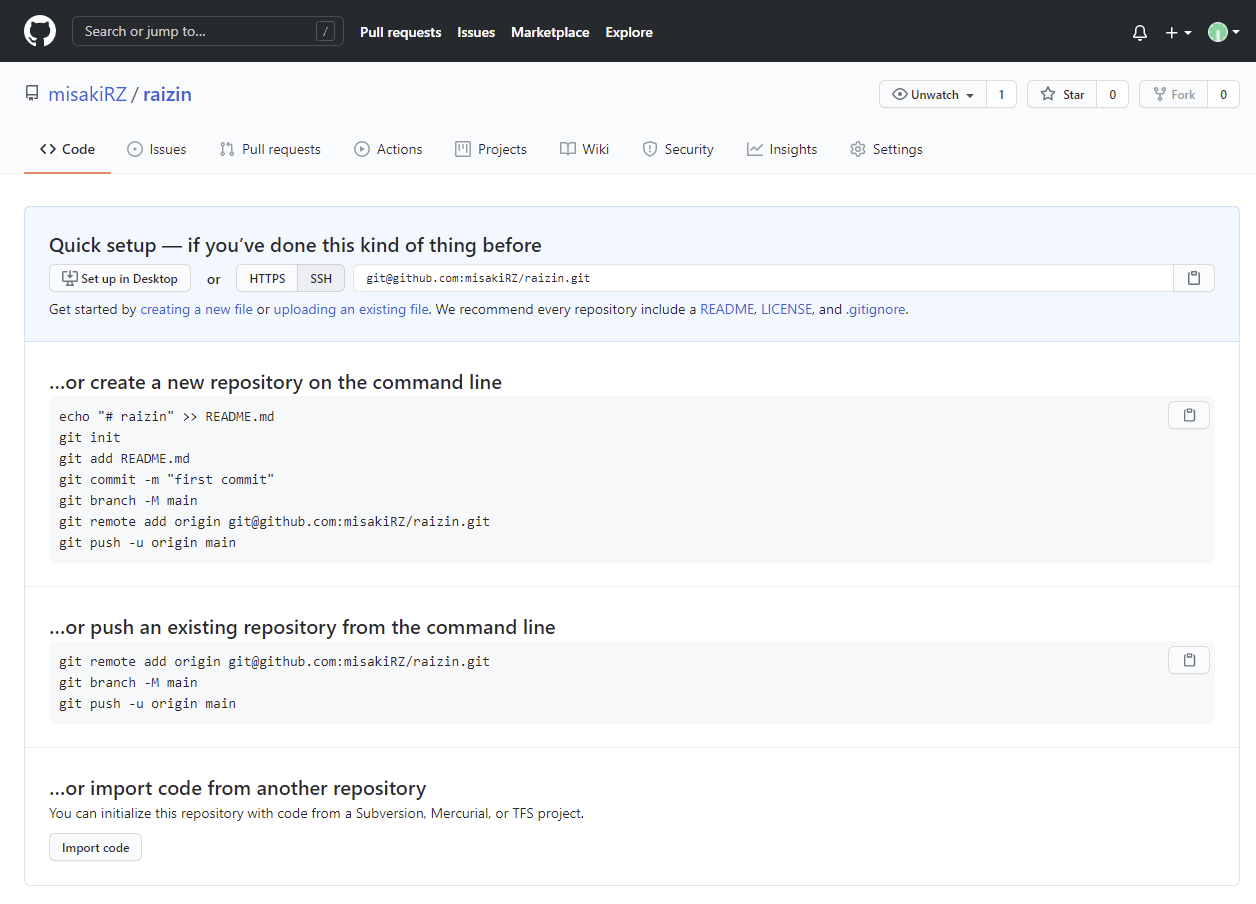 Search or jump to... /
Pull requests Issues Marketplace Explore
misakiRZ / raizin
Unwatch 1 Star 0 Fork 0
Code Issues Pull requests Actions Projects Wiki Security Insights Settings
Quick setup — if you’ve done this kind of thing before
Set up in Desktop or HTTPS SSH git@github.com:misakiRZ/raizin.git
Get started by creating a new file or uploading an existing file. We recommend every repository include a README, LICENSE, and .gitignore.
…or create a new repository on the command line
echo "# raizin" >> README.md
git init
git add README.md
git commit -m "first commit"
git branch -M main
git remote add origin git@github.com:misakiRZ/raizin.git
git push -u origin main
…or push an existing repository from the command line
git remote add origin git@github.com:misakiRZ/raizin.git
git branch -M main
git push -u origin main
…or import code from another repository
You can initialize this repository with code from a Subversion, Mercurial, or TFS project.
Import code